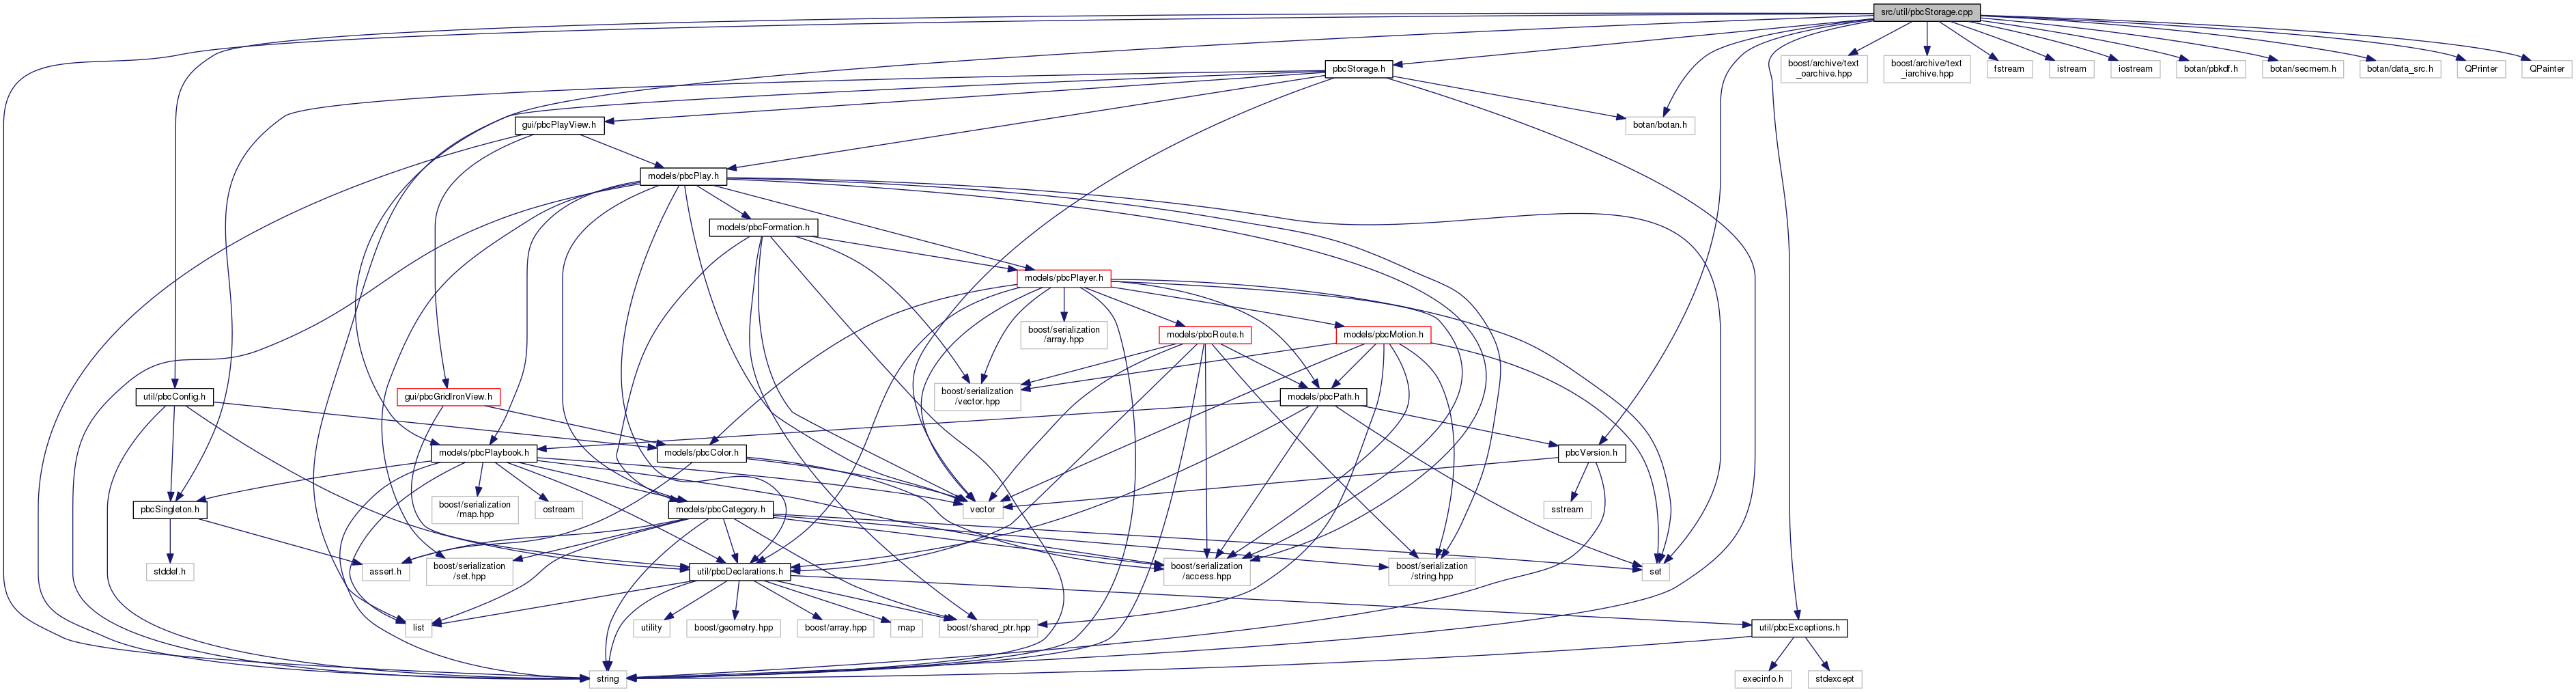 src/util/pbcStorage.cpp
pbcStorage.h
boost/archive/text
_oarchive.hpp
boost/archive/text
_iarchive.hpp
fstream
istream
iostream
botan/pbkdf.h
botan/secmem.h
botan/data_src.h
QPrinter
QPainter
gui/pbcPlayView.h
botan/botan.h
models/pbcPlay.h
models/pbcFormation.h
models/pbcPlayer.h
boost/serialization
/array.hpp
models/pbcRoute.h
models/pbcMotion.h
util/pbcConfig.h
gui/pbcGridIronView.h
boost/serialization
/vector.hpp
models/pbcPath.h
models/pbcPlaybook.h
models/pbcColor.h
pbcVersion.h
pbcSingleton.h
boost/serialization
/map.hpp
ostream
models/pbcCategory.h
vector
sstream
stddef.h
assert.h
boost/serialization
/set.hpp
util/pbcDeclarations.h
boost/serialization
/access.hpp
boost/serialization
/string.hpp
set
list
utility
boost/geometry.hpp
boost/array.hpp
map
boost/shared_ptr.hpp
util/pbcExceptions.h
string
execinfo.h
stdexcept